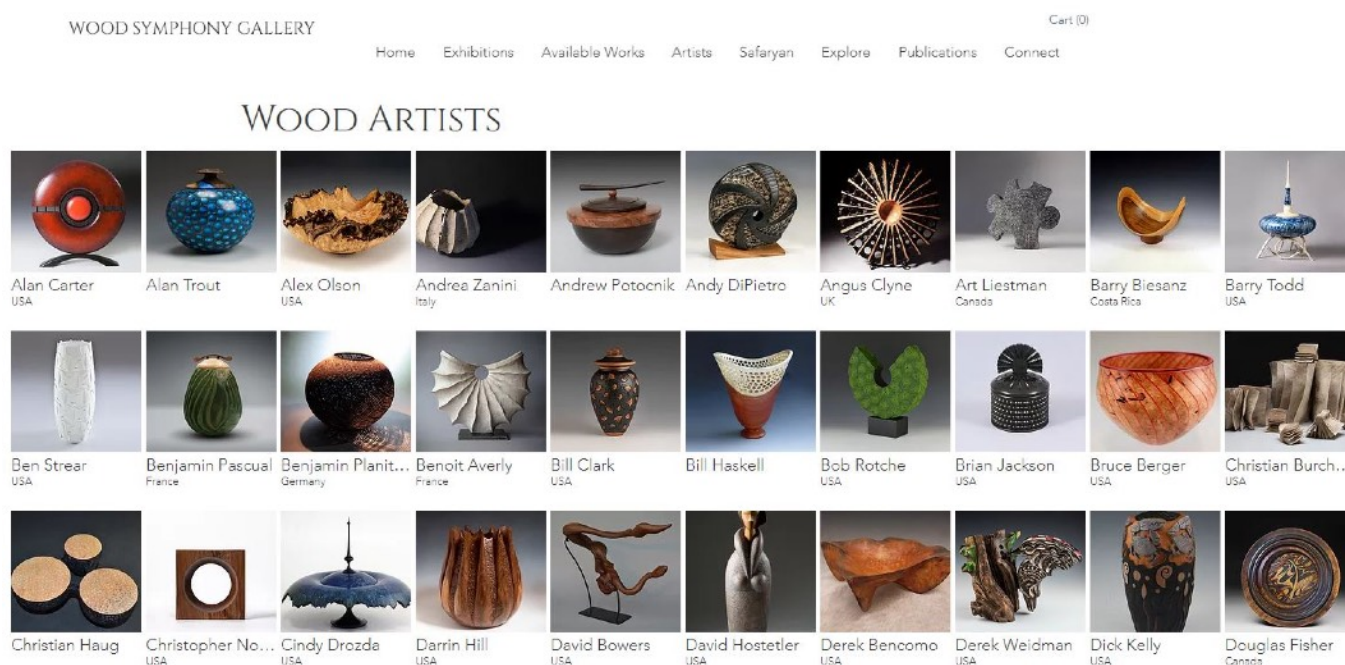 WOOD SYMPHONY GALLERY
Cart (0)
Home Exhibitions Available Works Artists Safaryan Explore Publications Connect
WOOD ARTISTS
Alan Carter Alan Trout Alex Olson Andrea Zanini Andrew Potocnik Andy DiPietro Angus Clyne Art Liestman Barry Biesanz Barry Todd
USA USA Italy UK Canada Costa Rica USA
Ben Strear Benjamin Pascual Benjamin Planit... Benoit Averly Bill Clark Bill Haskell Bob Rotche Brian Jackson Bruce Berger Christian Burch...
USA France Germany France USA USA USA USA USA
Christian Haug Christopher No... Cindy Drozda Darrin Hill David Bowers David Hostetler Derek Bencomo Derek Weidman Dick Kelly Douglas Fisher
USA USA USA USA USA USA USA USA Canada